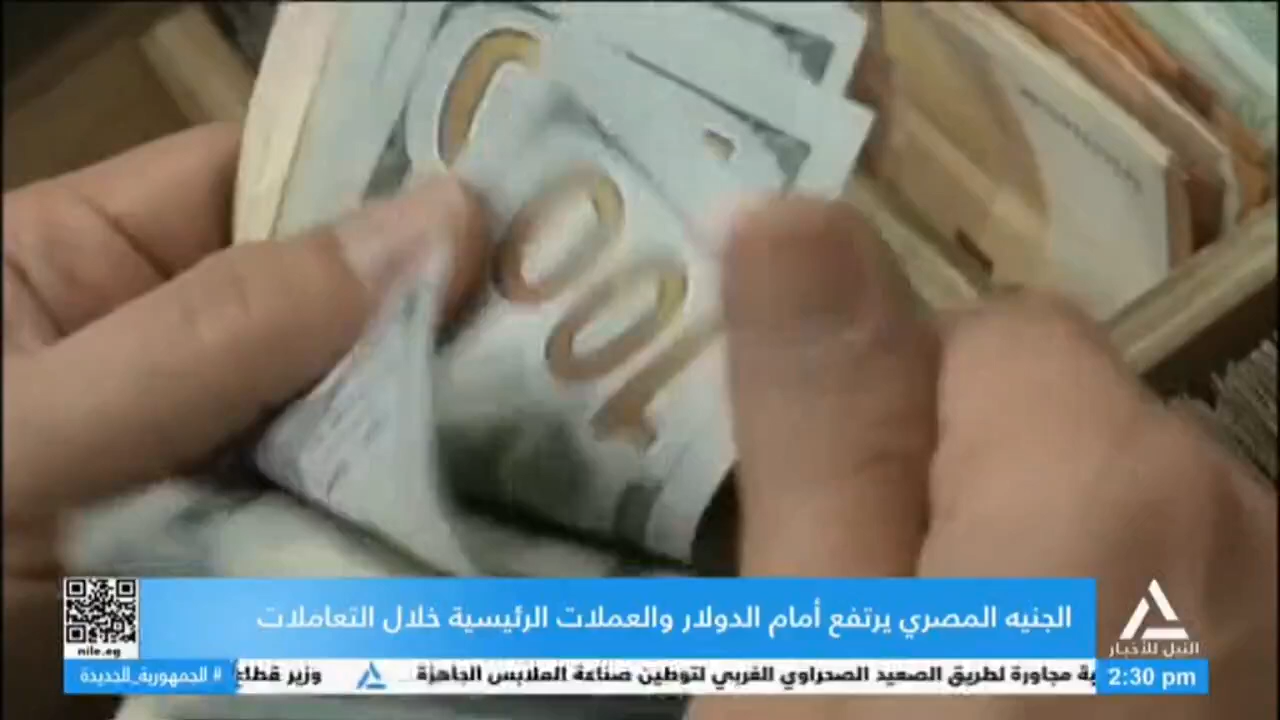 100
الجنيه المصري يرتفع أمام الدولار والعملات الرئيسية خلال التعاملات
النيل للأخبار
nile.eg
مجاورة لطريق الصعيد الصحراوي الغربي لتوطين صناعة الملابس الجاهزة
وزير
#الجمهورية_الجديدة
2:30 pm